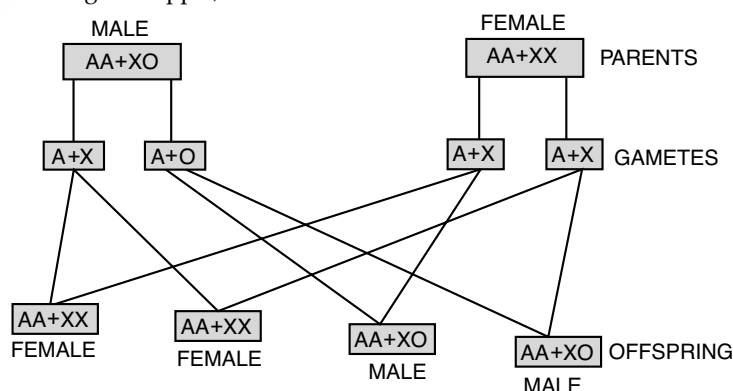 MALE
FEMALE
AA+XO
AA+XX
PARENTS
A+X
A+O
A+X
A+X
GAMETES
AA+XX
AA+XX
AA+XO
AA+XO
OFFSPRING
FEMALE
FEMALE
MALE
MALE